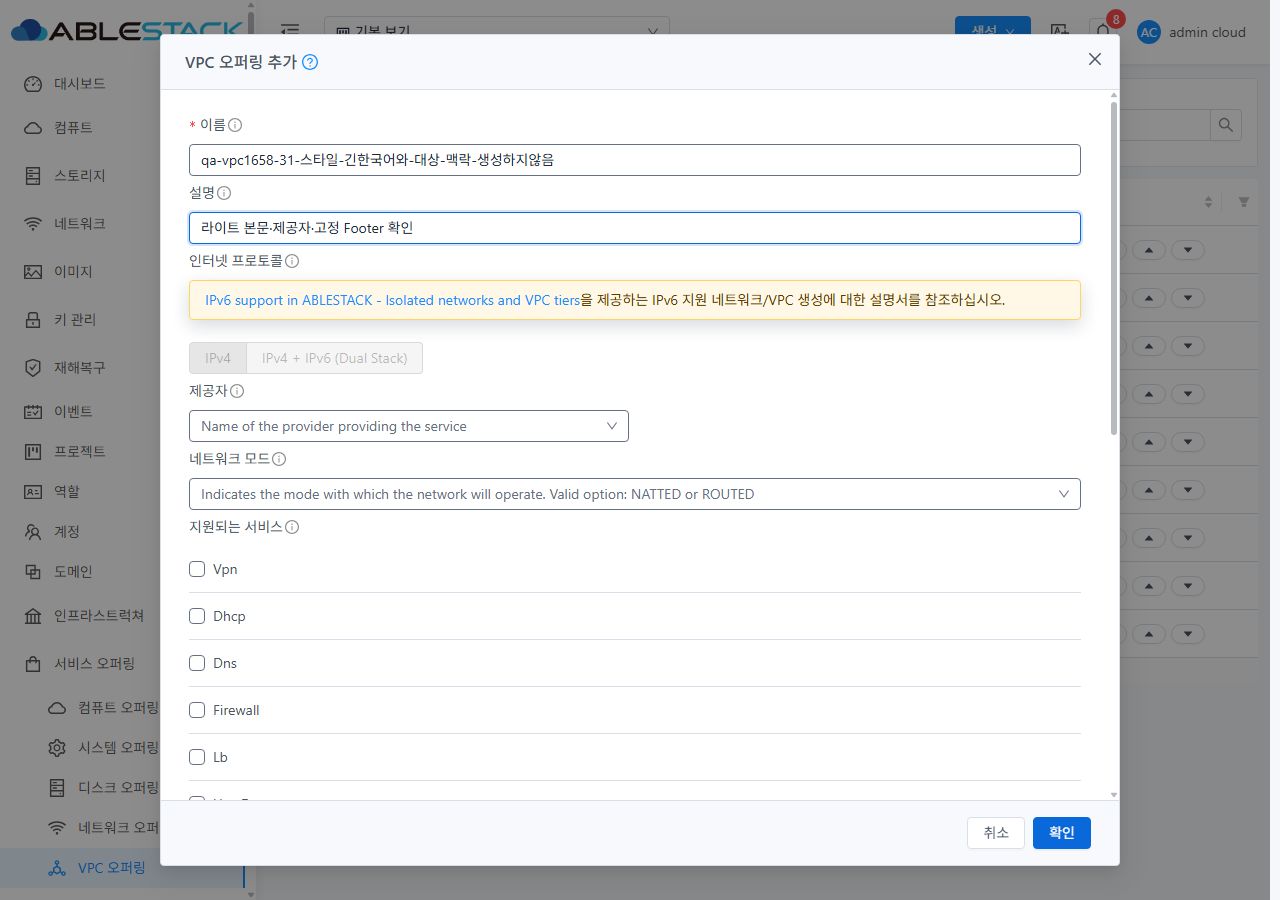 ABLESTACK
기본 보기
생성
8
AC
admin cloud
대시보드
컴퓨트
스토리지
네트워크
이미지
키 관리
재해복구
이벤트
프로젝트
역할
계정
도메인
인프라스트럭쳐
서비스 오퍼링
컴퓨트 오퍼링
시스템 오퍼링
디스크 오퍼링
네트워크 오퍼
VPC 오퍼링
VPC 오퍼링 추가
* 이름
qa-vpc1658-31-스타일-긴한국어와-대상-맥락-생성하지않음
설명
라이트 본문·제공자·고정 Footer 확인
인터넷 프로토콜
IPv6 support in ABLESTACK - Isolated networks and VPC tiers을 제공하는 IPv6 지원 네트워크/VPC 생성에 대한 설명서를 참조하십시오.
IPv4
IPv4 + IPv6 (Dual Stack)
제공자
Name of the provider providing the service
네트워크 모드
Indicates the mode with which the network will operate. Valid option: NATTED or ROUTED
지원되는 서비스
Vpn
Dhcp
Dns
Firewall
Lb
취소
확인